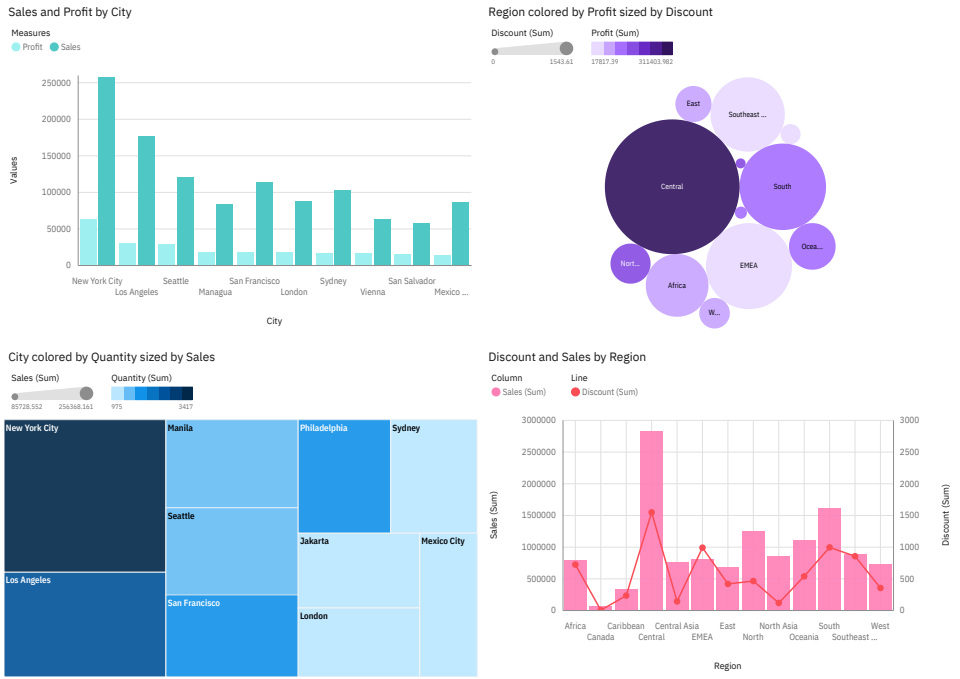 Sales and Profit by City
Measures
Profit Sales
250000
200000
150000
100000
50000
0
Values
New York City
Los Angeles
Seattle
Managua
San Francisco
London
Sydney
Vienna
San Salvador
Mexico ...
City
Region colored by Profit sized by Discount
Discount (Sum) Profit (Sum)
0 1543.61 17817.39 311403.982
East
Southeast ...
Central
South
Nort...
EMEA
Ocea...
Africa
W...
City colored by Quantity sized by Sales
Sales (Sum) Quantity (Sum)
85728.552 256368.161 975 3417
New York City
Manila
Philadelphia
Sydney
Seattle
Jakarta
Mexico City
Los Angeles
San Francisco
London
Discount and Sales by Region
Column Line
Sales (Sum) Discount (Sum)
3000000
2500000
2000000
1500000
1000000
500000
0
Sales (Sum)
3000
2500
2000
1500
1000
500
0
Discount (Sum)
Africa
Canada
Caribbean
Central
Central Asia
EMEA
East
North
North Asia
Oceania
South
Southeast ...
West
Region